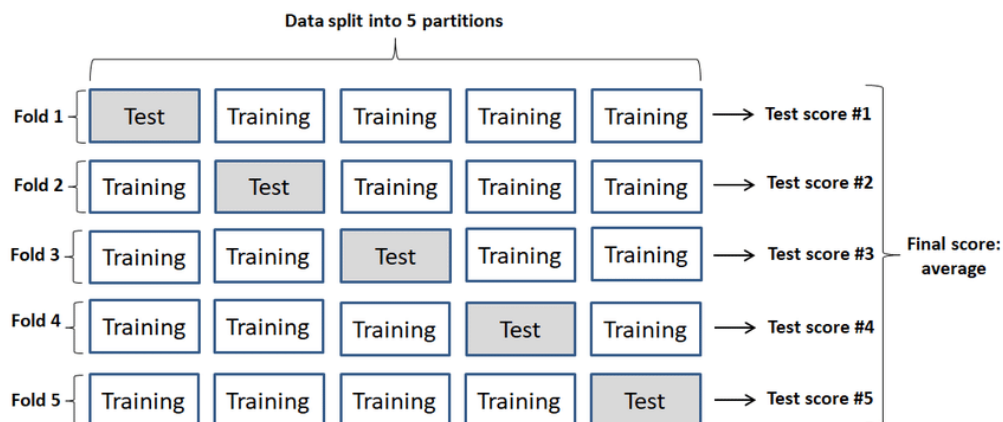 Data split into 5 partitions
Fold 1 Test Training Training Training Training Test score #1
Fold 2 Training Test Training Training Training Test score #2
Fold 3 Training Training Test Training Training Test score #3
Final score:
average
Fold 4 Training Training Training Test Training Test score #4
Fold 5 Training Training Training Training Test Test score #5